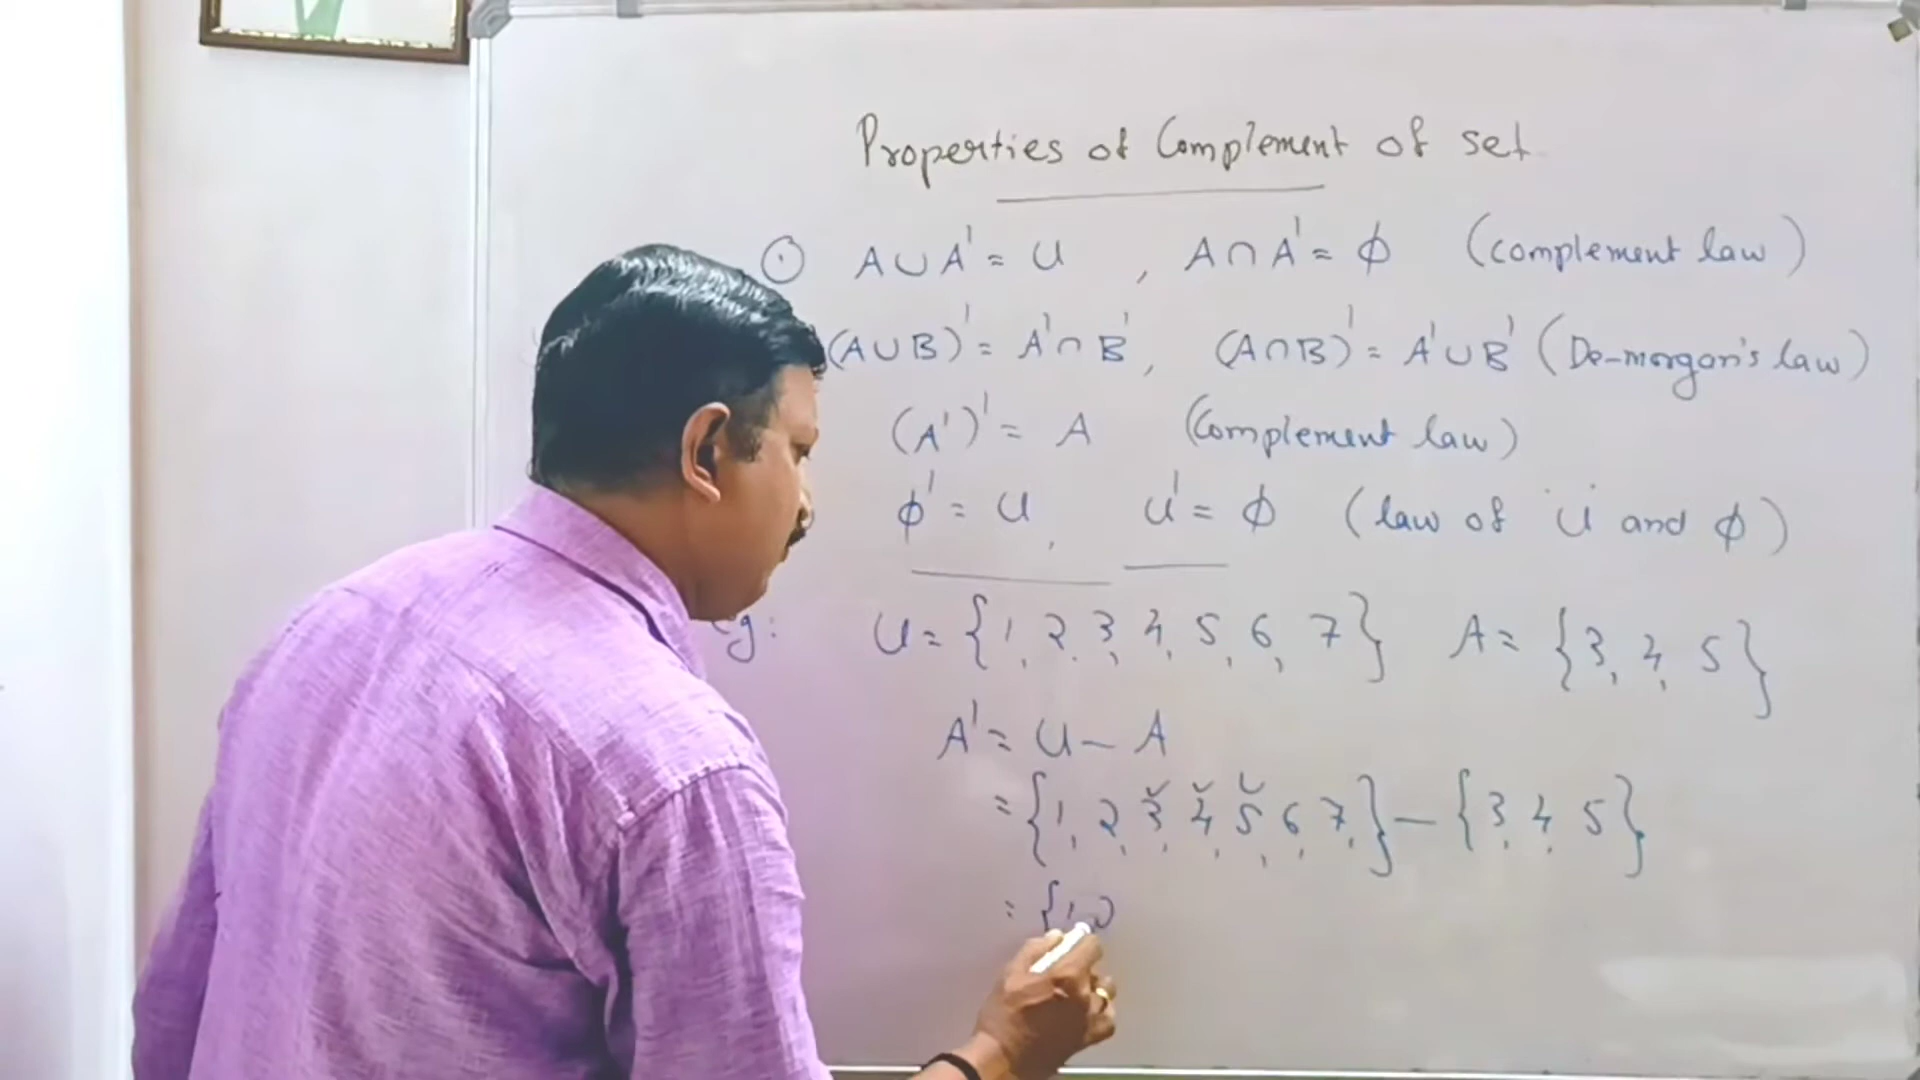 Properties of Complement of set
① A∪A' = U , A∩A' = ϕ (complement law)
(A∪B)' = A'∩B' , (A∩B)' = A'∪B' (De-morgan's law)
(A')' = A (Complement law)
ϕ' = U , U' = ϕ (law of 'U' and ϕ)
eg: U = {1, 2, 3, 4, 5, 6, 7} A = {3, 4, 5}
A' = U - A
= {1, 2, 3, 4, 5, 6, 7,} - {3, 4, 5}
= {1,